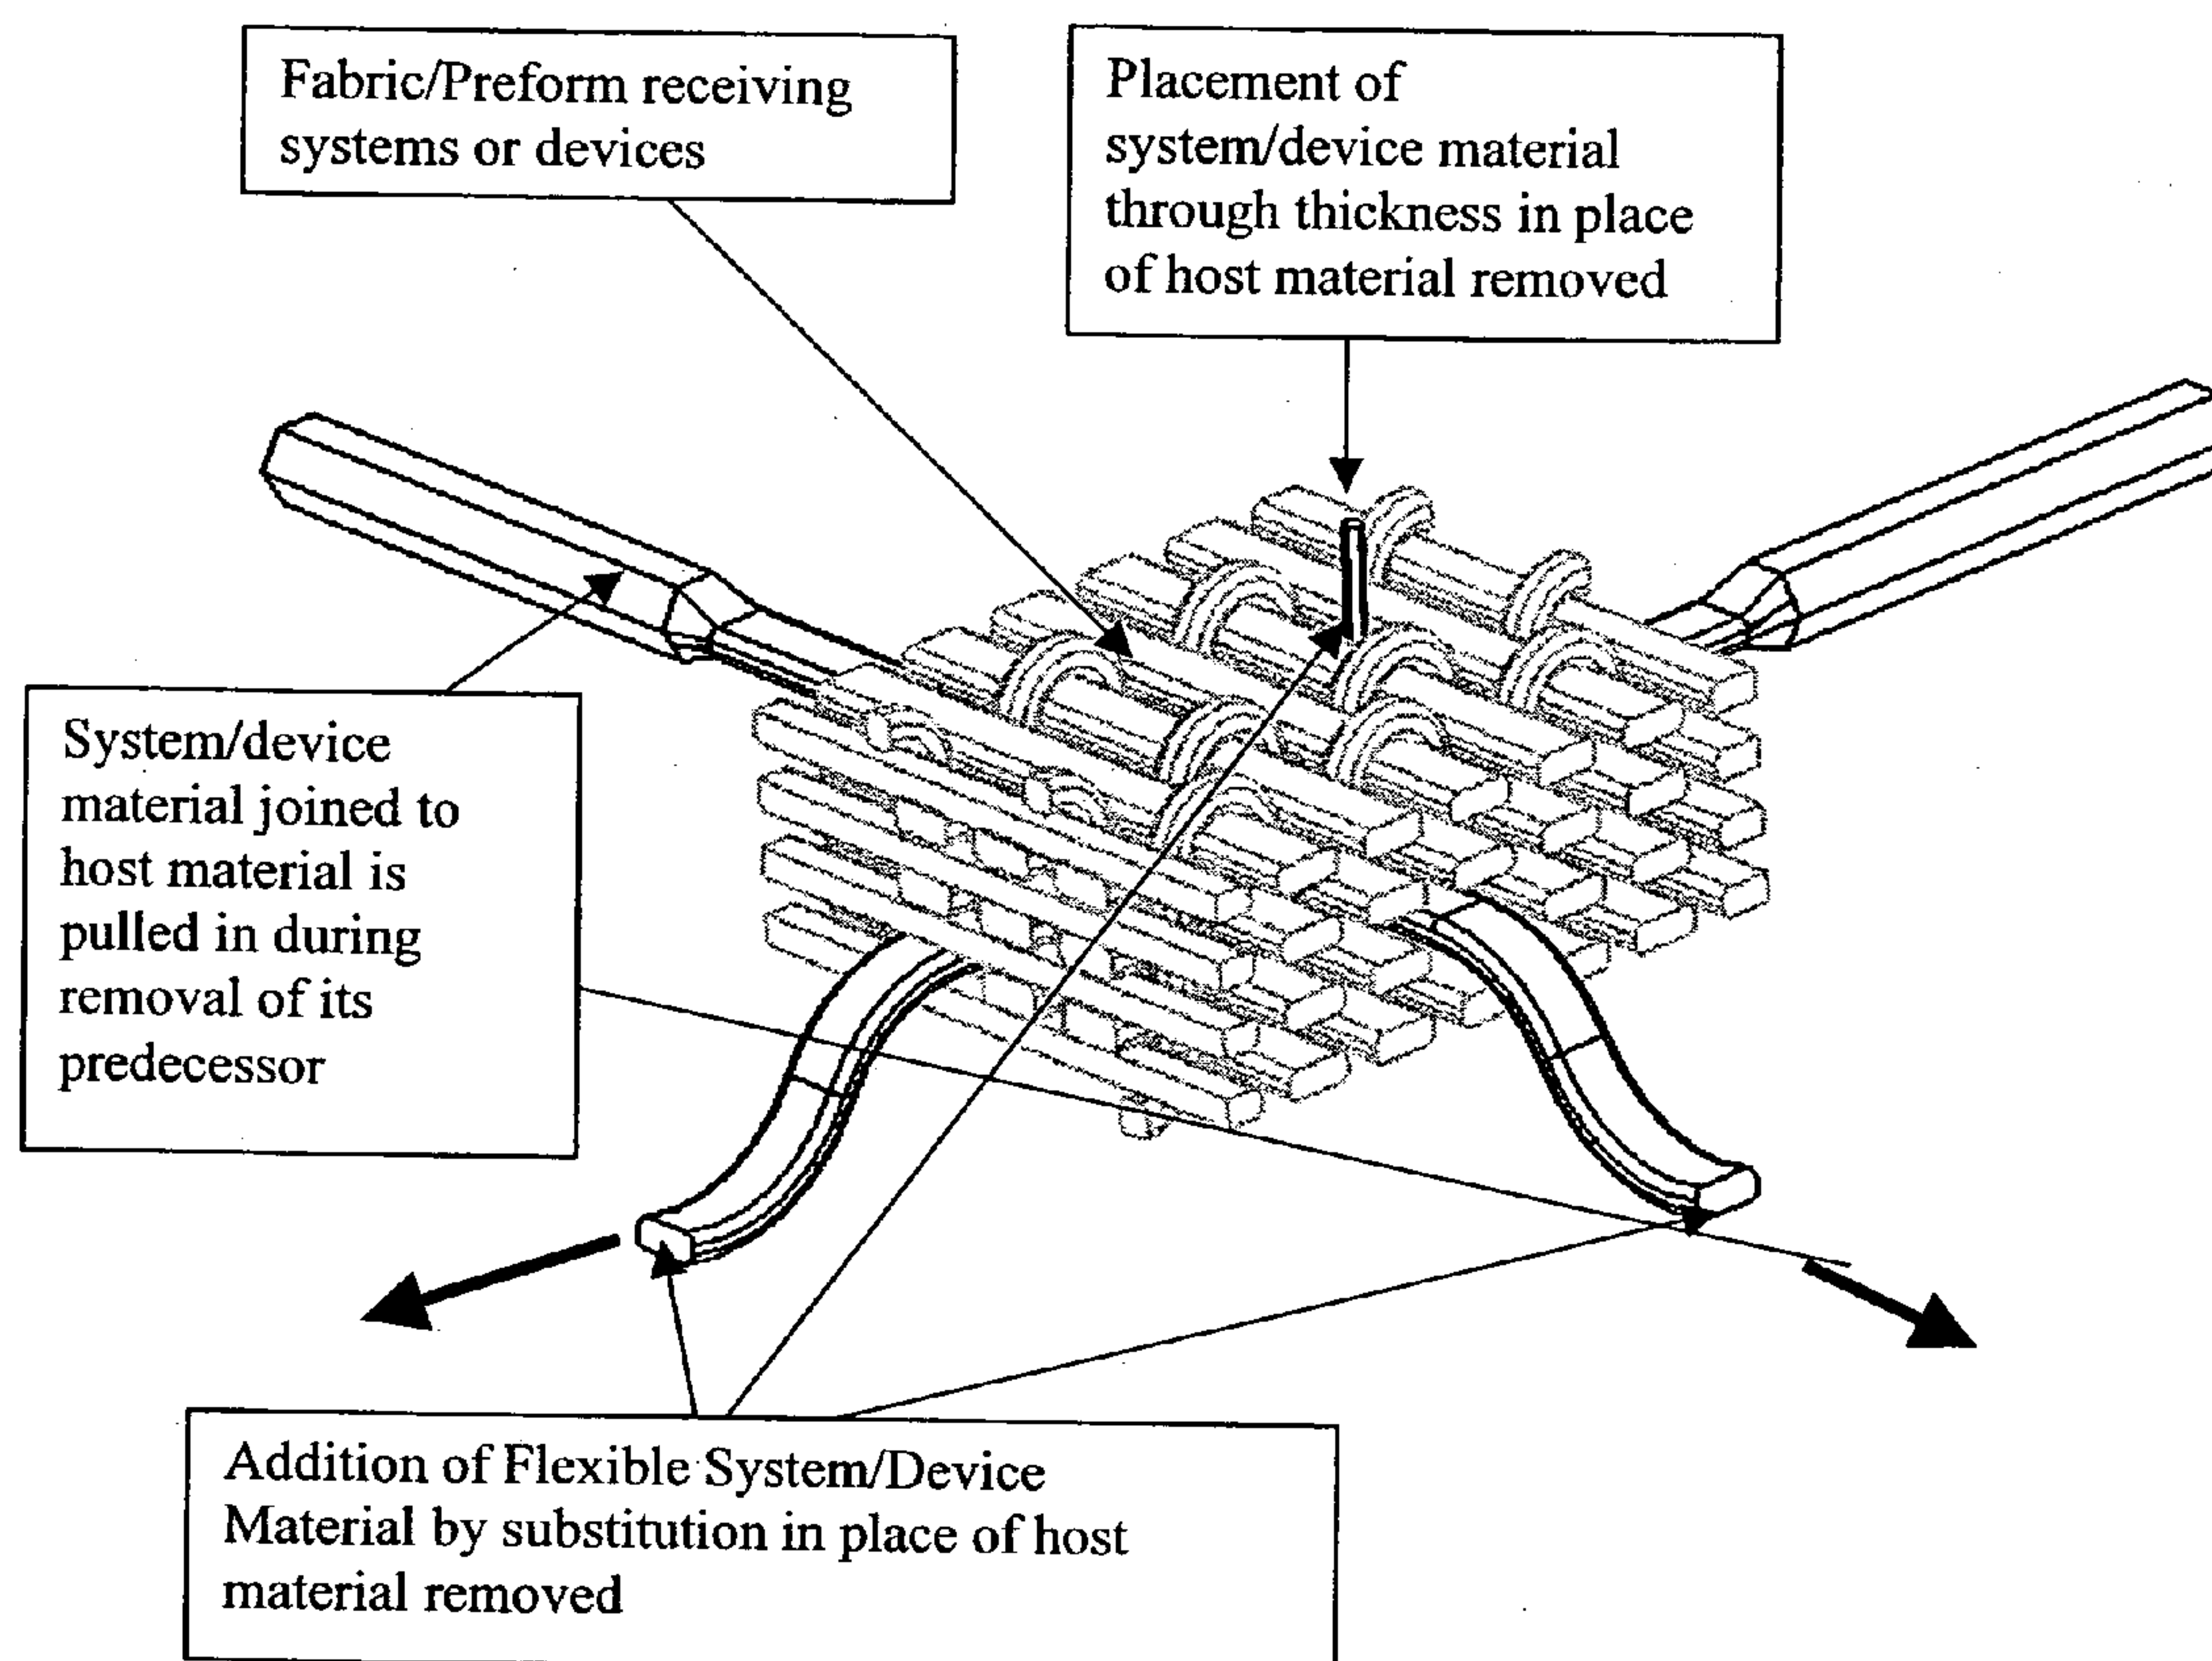 Fabric/Preform receiving
systems or devices
Placement of
system/device material
through thickness in place
of host material removed
System/device
material joined to
host material is
pulled in during
removal of its
predecessor
Addition of Flexible System/Device
Material by substitution in place of host
material removed